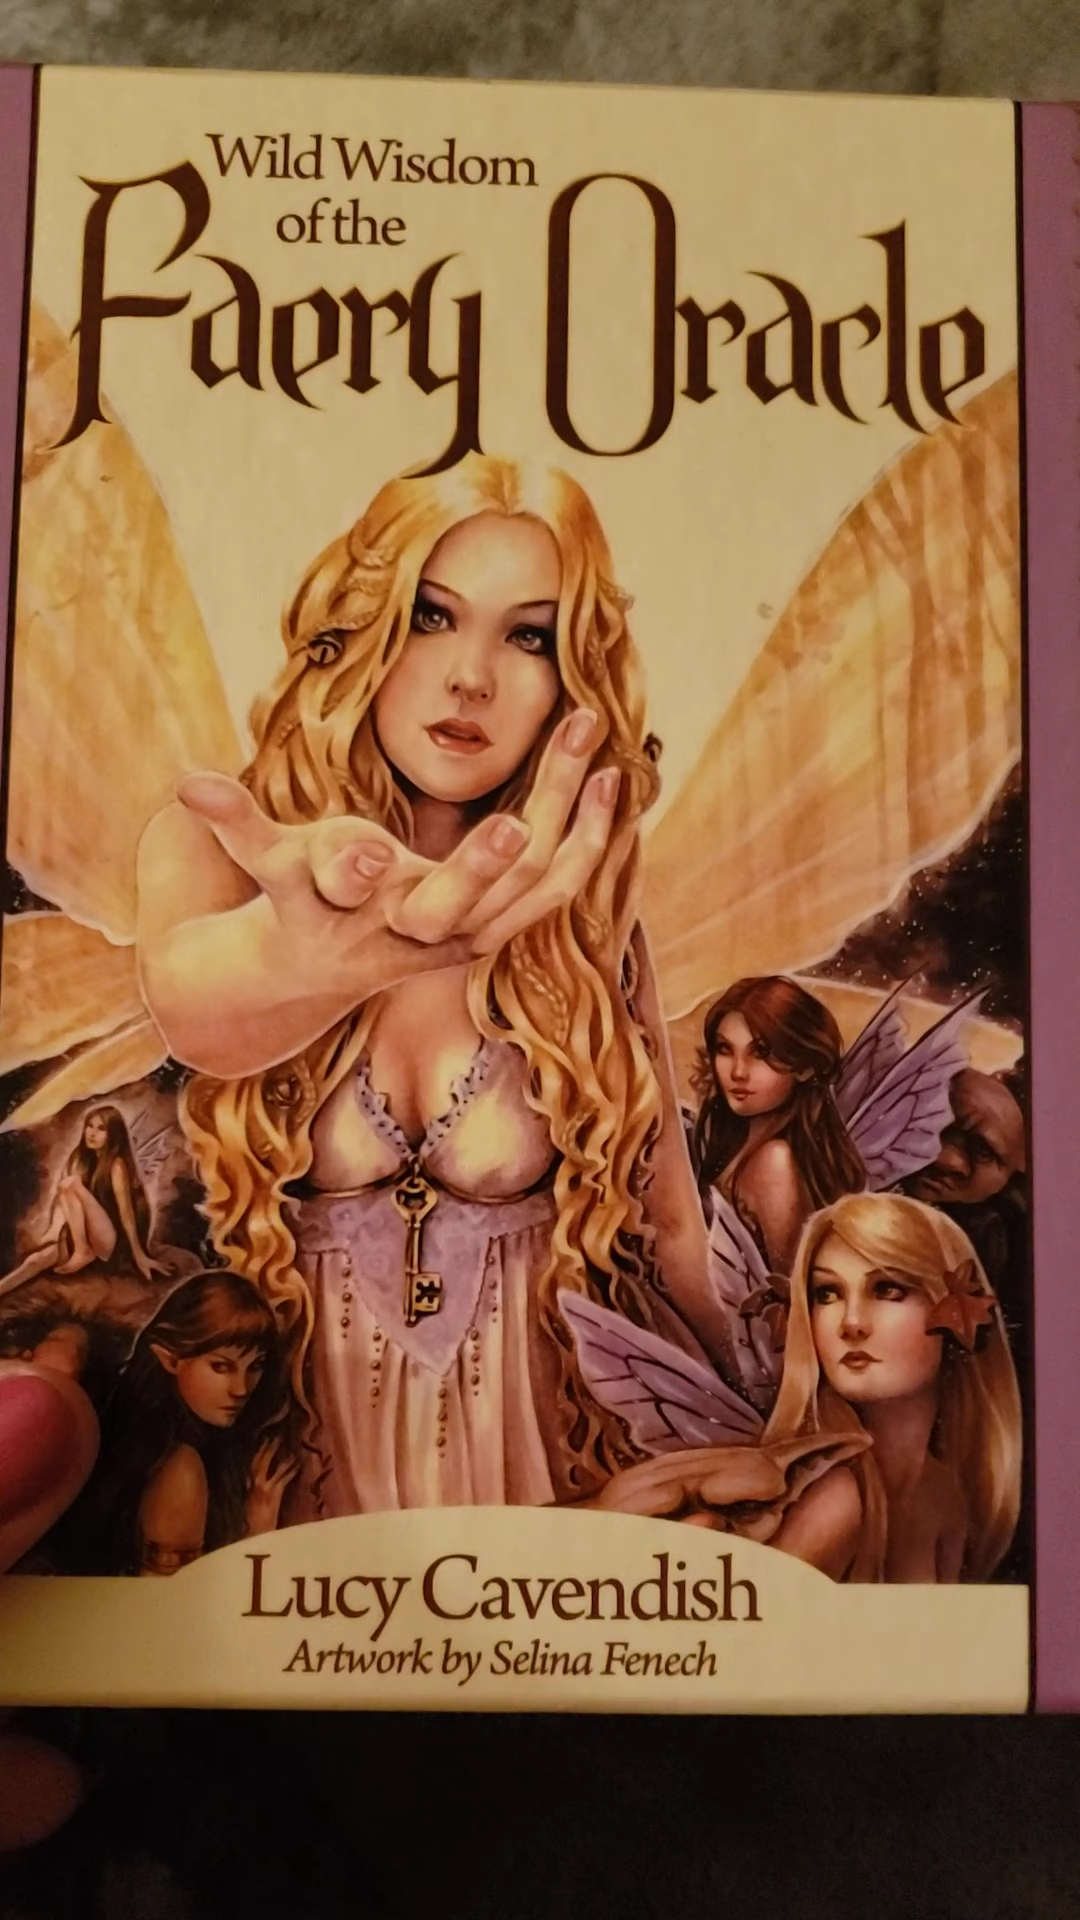 Wild Wisdom
of the
Faery Oracle
Lucy Cavendish
Artwork by Selina Fenech